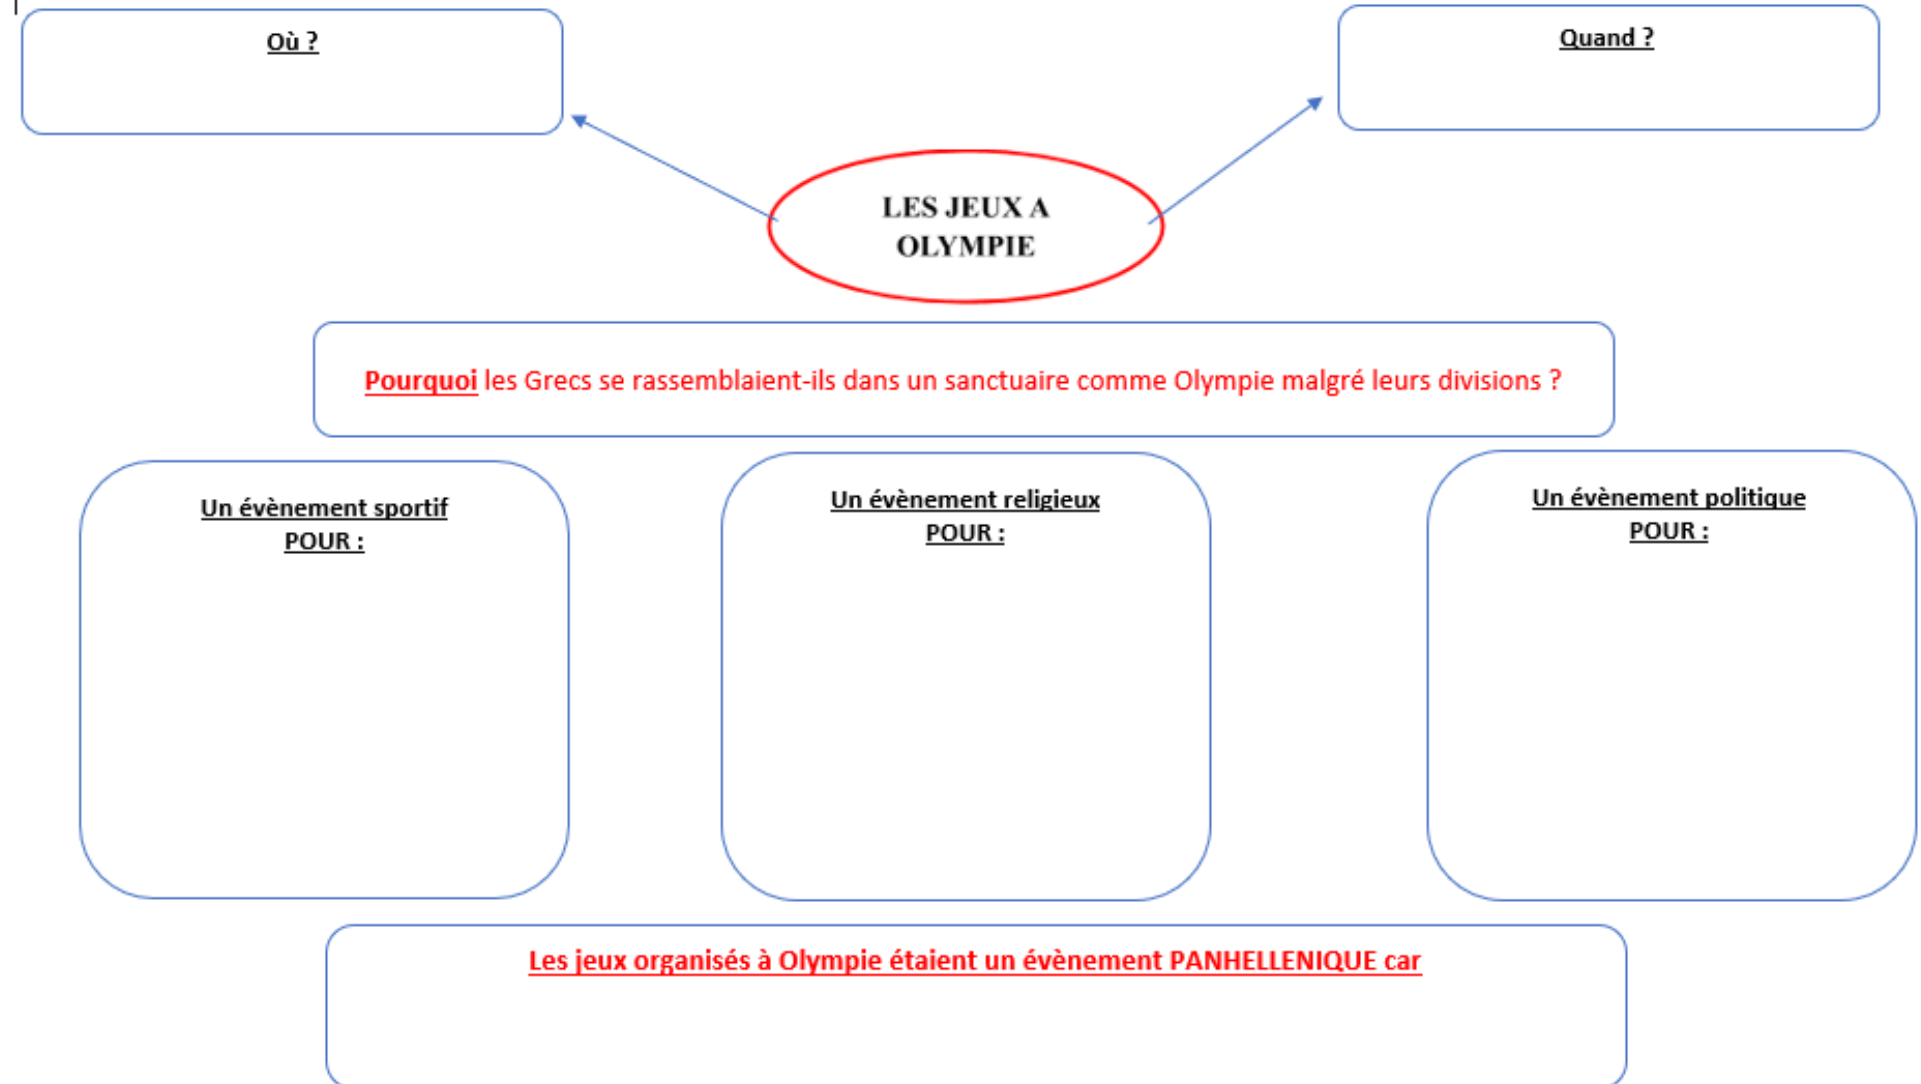 Où ?
Quand ?
LES JEUX A
OLYMPIE
Pourquoi les Grecs se rassemblaient-ils dans un sanctuaire comme Olympie malgré leurs divisions ?
Un évènement sportif
POUR :
Un évènement religieux
POUR :
Un évènement politique
POUR :
Les jeux organisés à Olympie étaient un évènement PANHELLENIQUE car